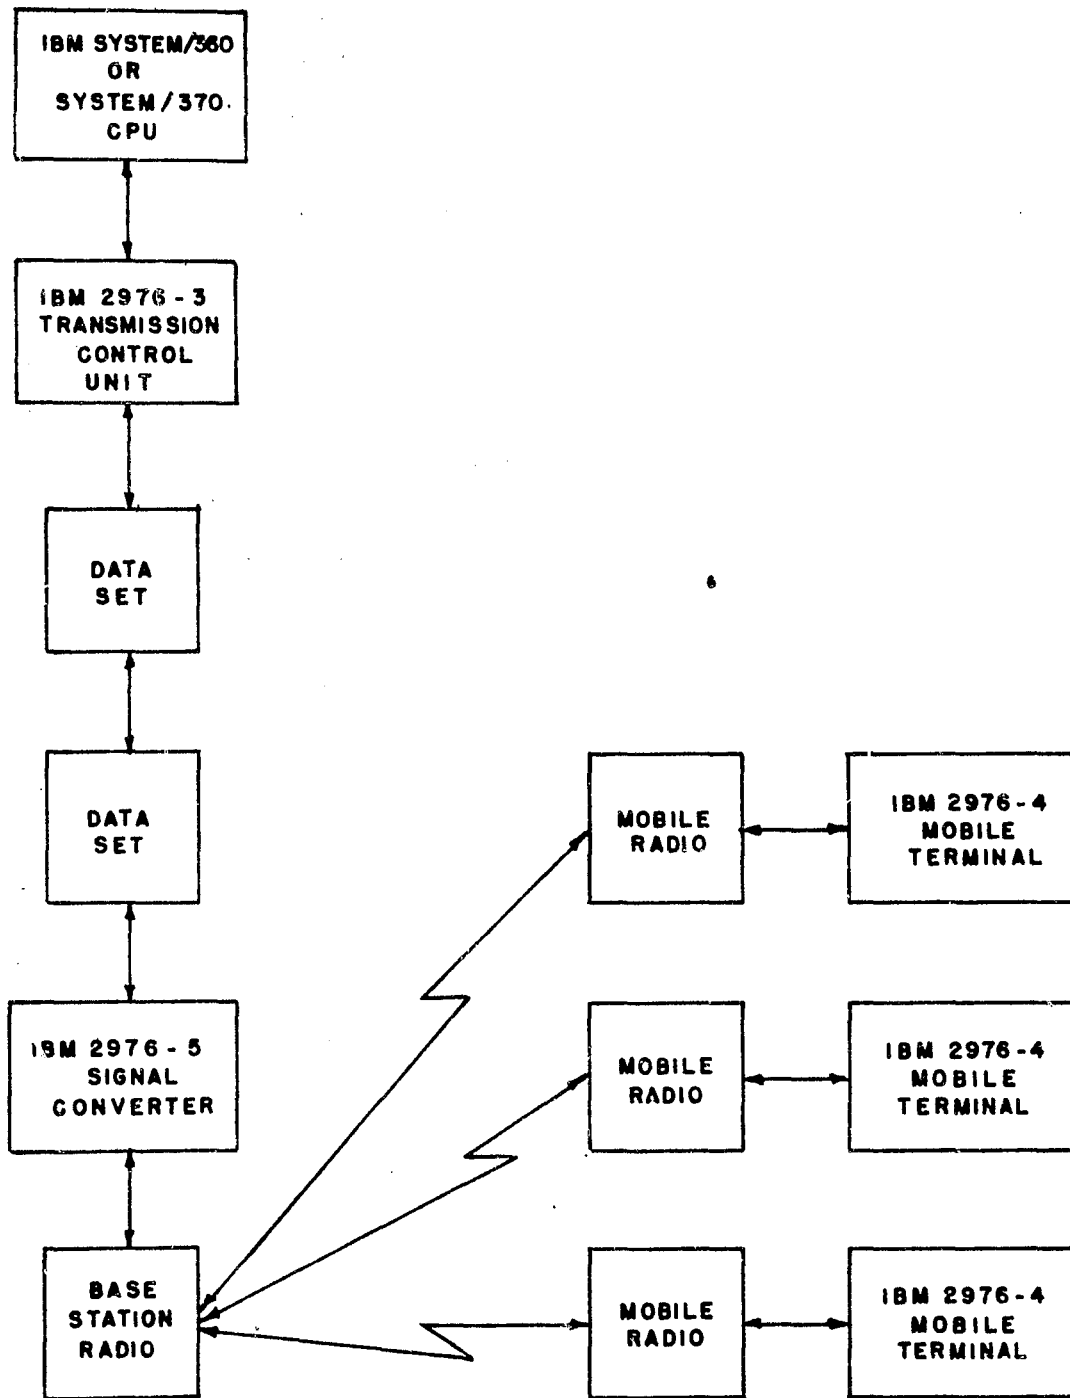 IBM SYSTEM/360
OR
SYSTEM/370
CPU
IBM 2976-3
TRANSMISSION
CONTROL
UNIT
DATA
SET
DATA
SET
IBM 2976-5
SIGNAL
CONVERTER
BASE
STATION
RADIO
MOBILE
RADIO
IBM 2976-4
MOBILE
TERMINAL
MOBILE
RADIO
IBM 2976-4
MOBILE
TERMINAL
MOBILE
RADIO
IBM 2976-4
MOBILE
TERMINAL